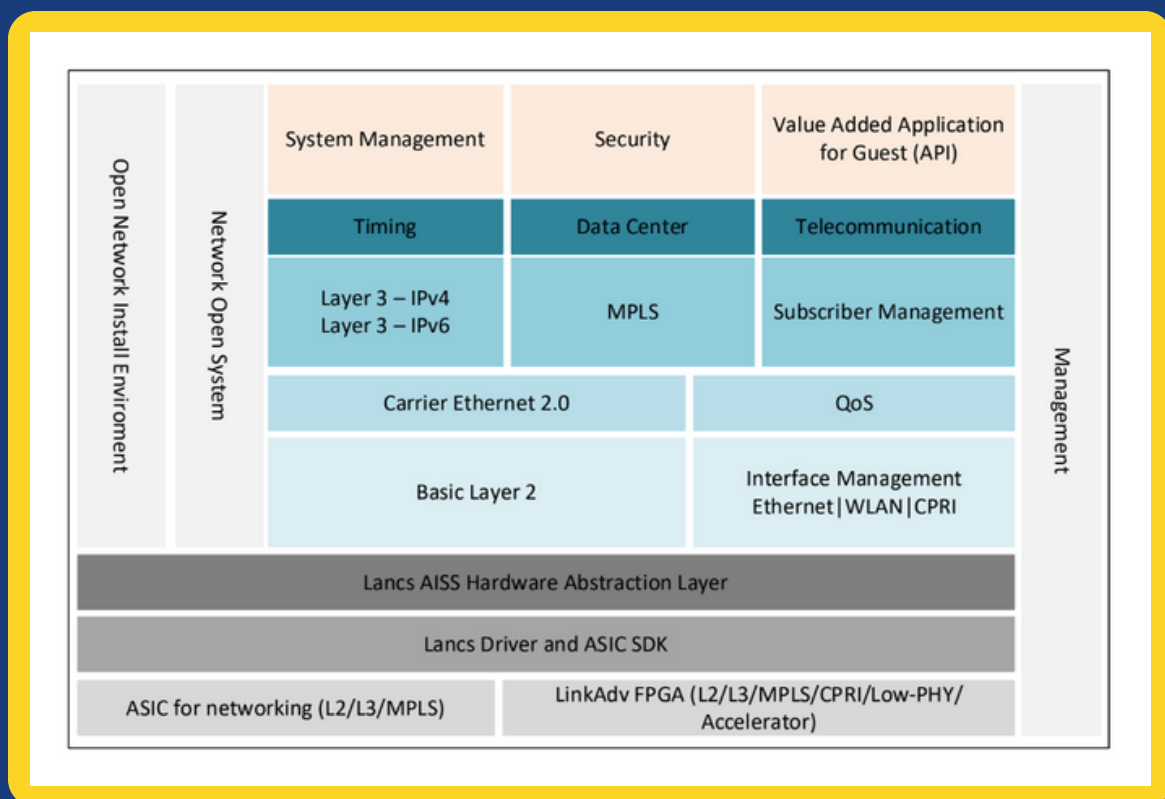 Open Network Install Enviroment
Network Open System
System Management
Security
Value Added Application
for Guest (API)
Timing
Data Center
Telecommunication
Layer 3 – IPv4
Layer 3 – IPv6
MPLS
Subscriber Management
Carrier Ethernet 2.0
QoS
Basic Layer 2
Interface Management
Ethernet|WLAN|CPRI
Management
Lancs AISS Hardware Abstraction Layer
Lancs Driver and ASIC SDK
ASIC for networking (L2/L3/MPLS)
LinkAdv FPGA (L2/L3/MPLS/CPRI/Low-PHY/
Accelerator)